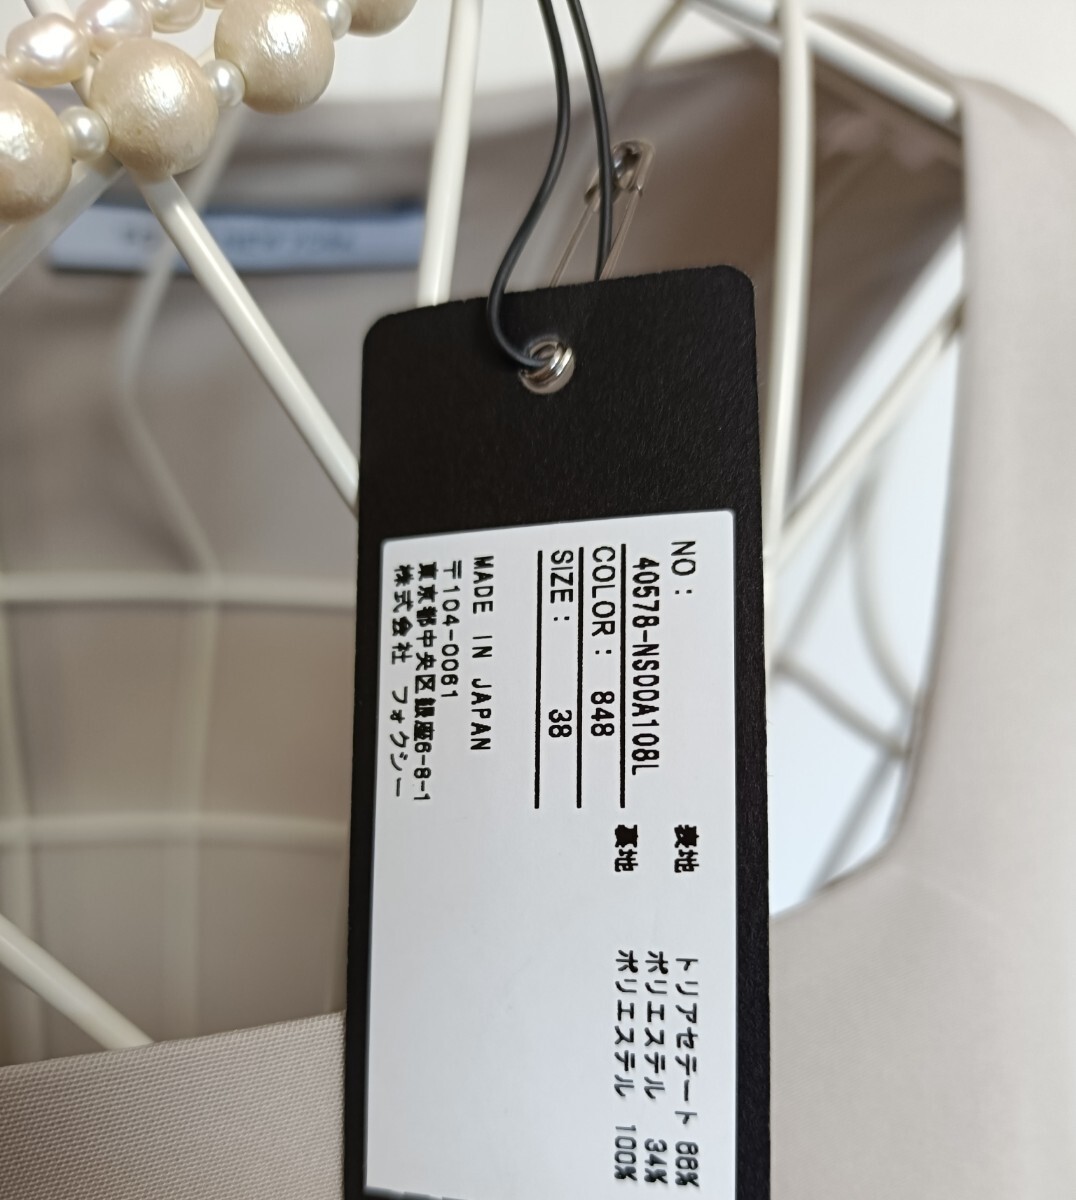 NO:
40578-NS00A108L
COLOR: 848
SIZE: 38
MADE IN JAPAN
〒104-0061
東京都中央区銀座6-8-1
株式会社 フォクシー
表地 トリアセテート 66%
ポリエステル 34%
裏地 ポリエステル 100%